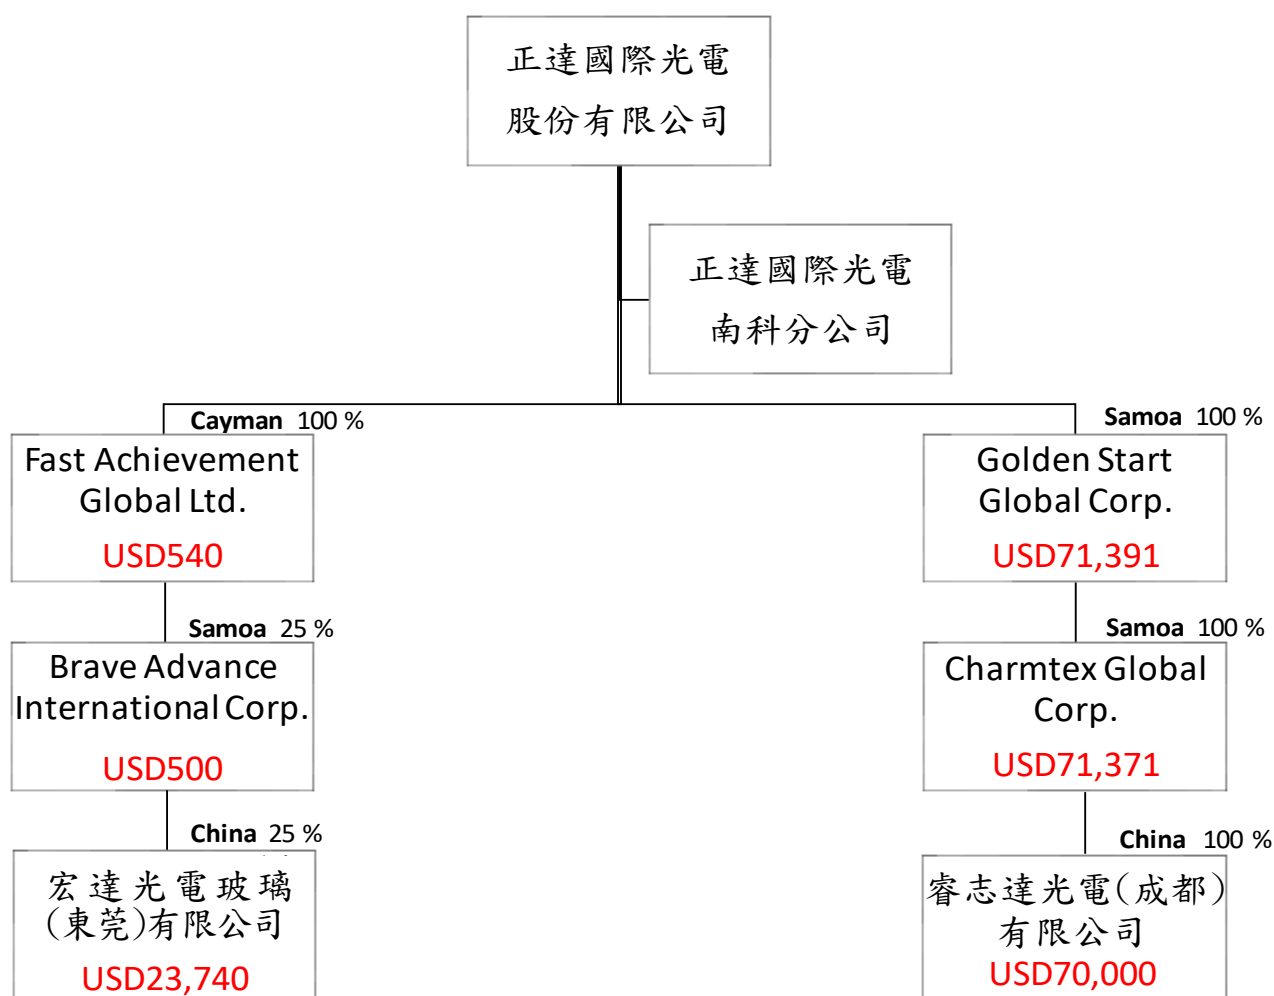 正達國際光電
股份有限公司
正達國際光電
南科分公司
Cayman 100 %
Fast Achievement
Global Ltd.
USD540
Samoa 25 %
Brave Advance
International Corp.
USD500
China 25 %
宏達光電玻璃
(東莞)有限公司
USD23,740
Samoa 100 %
Golden Start
Global Corp.
USD71,391
Samoa 100 %
Charmtex Global
Corp.
USD71,371
China 100 %
睿志達光電(成都)
有限公司
USD70,000